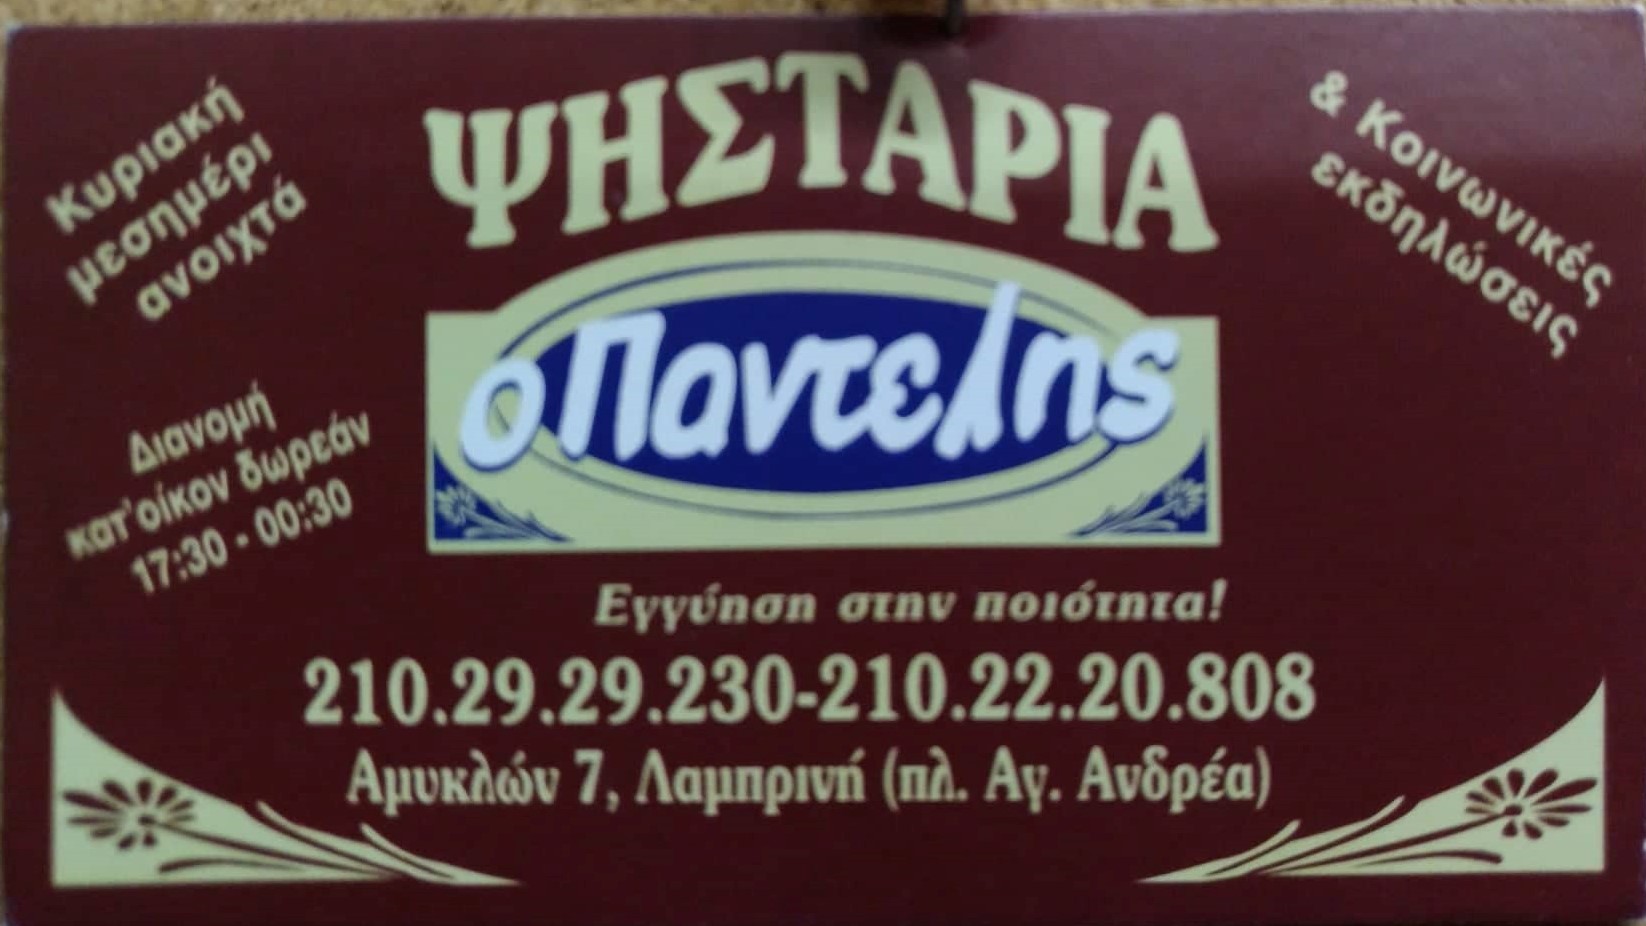 Κυριακή
μεσημέρι
ανοιχτά
ΨΗΣΤΑΡΙΑ
& Κοινωνικές
εκδηλώσεις
ο Παντελης
Διανομή
κατ'οίκον δωρεάν
17:30 - 00:30
Εγγύηση στην ποιότητα!
210.29.29.230-210.22.20.808
Αμυκλών 7, Λαμπρινή (πλ. Αγ. Ανδρέα)